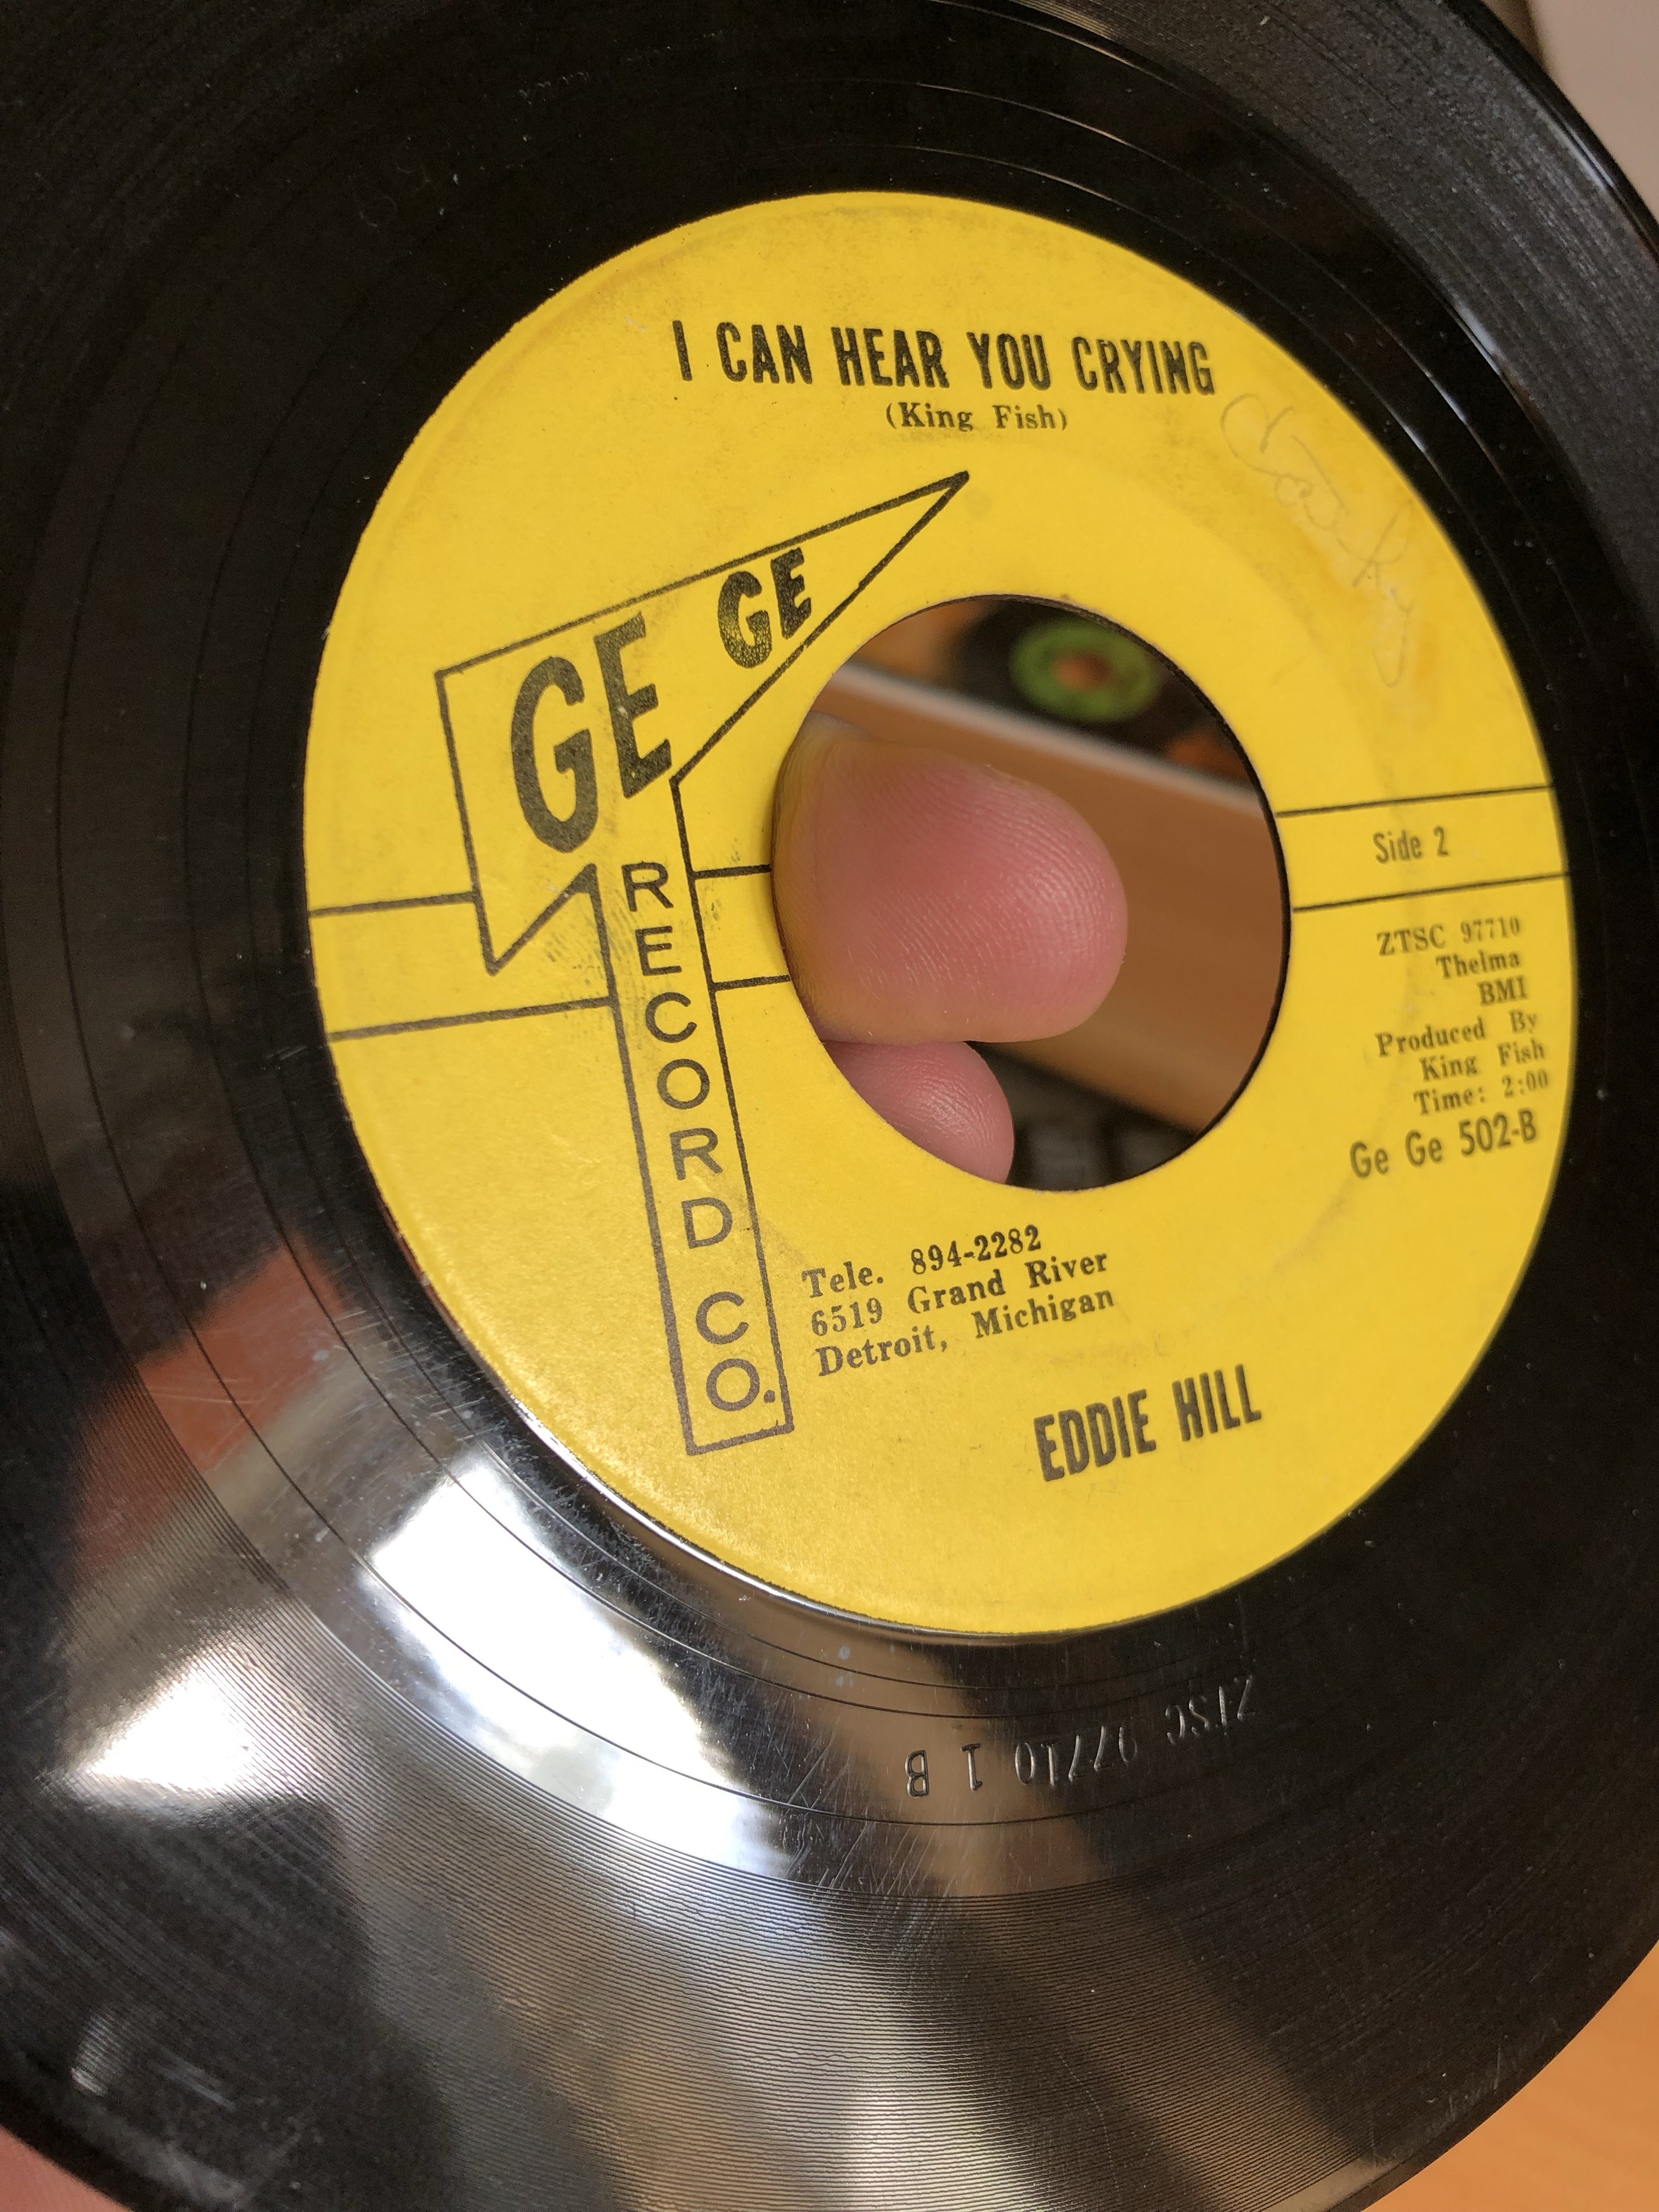 I CAN HEAR YOU CRYING
(King Fish)
GE GE
RECORD CO.
Side 2
ZTSC 97710
Thelma
BMI
Produced By
King Fish
Time: 2:00
Ge Ge 502-B
Tele. 894-2282
6519 Grand River
Detroit, Michigan
EDDIE HILL
ZTSC 97710 1 B